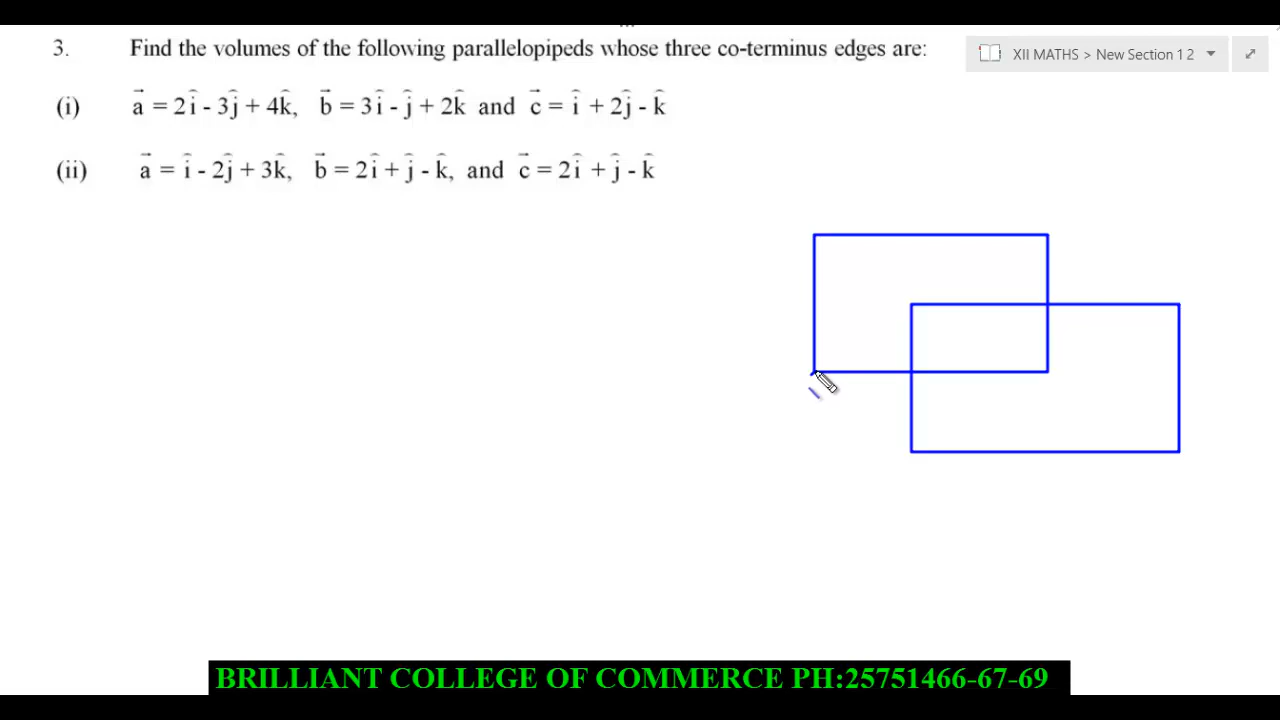 3. Find the volumes of the following parallelopipeds whose three co-terminus edges are:
XII MATHS > New Section 1 2
(i) a⃗ = 2î - 3ĵ + 4k̂, b⃗ = 3î - ĵ + 2k̂ and c⃗ = î + 2ĵ - k̂
(ii) a⃗ = î - 2ĵ + 3k̂, b⃗ = 2î + ĵ - k̂, and c⃗ = 2î + ĵ - k̂
BRILLIANT COLLEGE OF COMMERCE PH:25751466-67-69